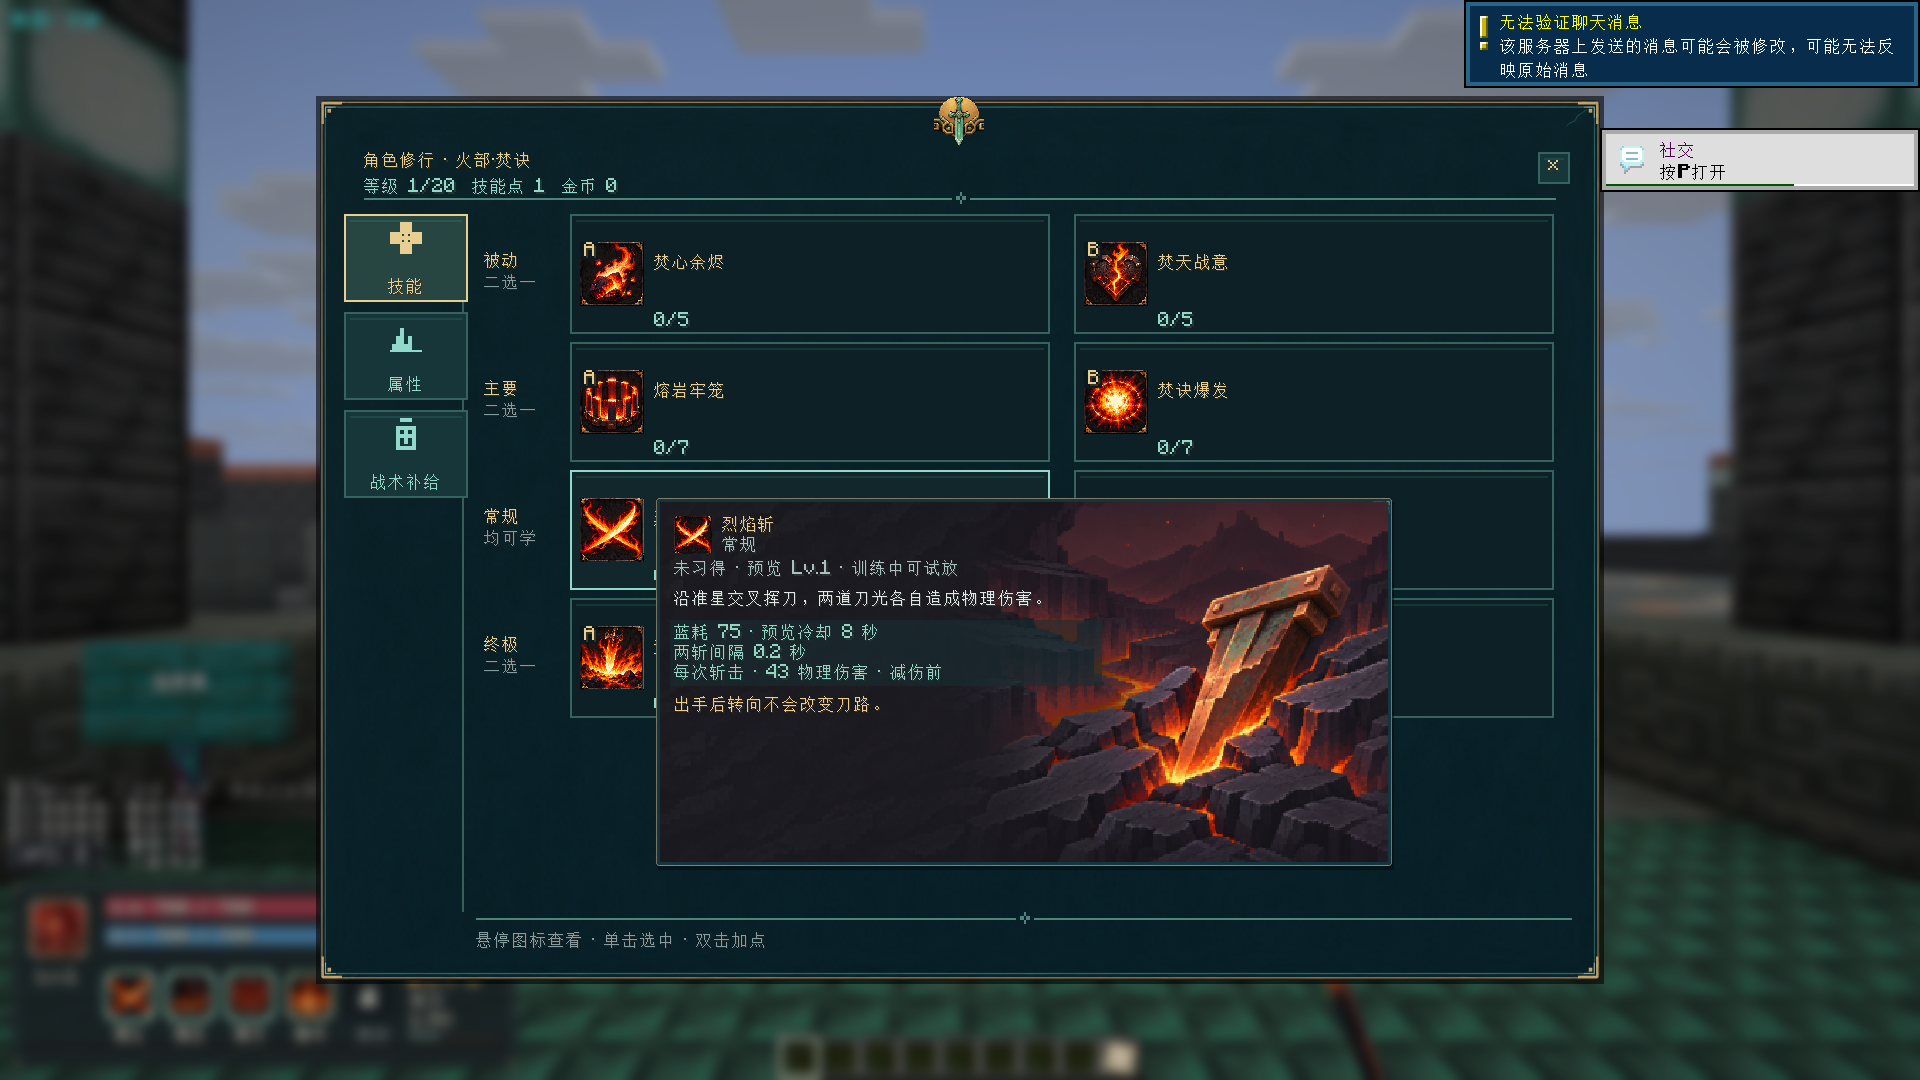 无法验证聊天消息
该服务器上发送的消息可能会被修改，可能无法反
映原始消息
社交
按P打开
角色修行 · 火部·焚诀
等级 1/20 技能点 1 金币 0
×
技能
属性
战术补给
被动
二选一
A
焚心余烬
0/5
B
焚天战意
0/5
主要
二选一
A
熔岩牢笼
0/7
B
焚诀爆发
0/7
常规
均可学
终极
二选一
A
烈焰斩
常规
未习得 · 预览 Lv.1 · 训练中可试放
沿准星交叉挥刀，两道刀光各自造成物理伤害。
蓝耗 75 · 预览冷却 8 秒
两斩间隔 0.2 秒
每次斩击 · 43 物理伤害 · 减伤前
出手后转向不会改变刀路。
悬停图标查看 · 单击选中 · 双击加点